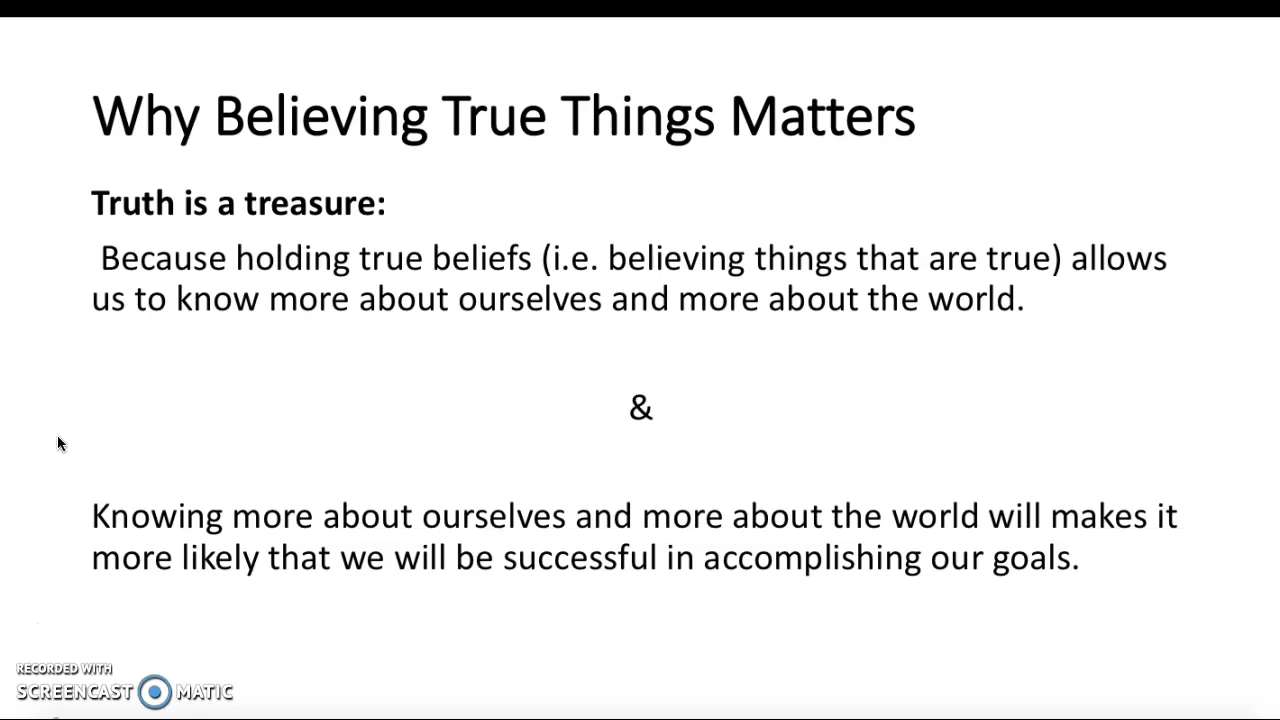 Why Believing True Things Matters
Truth is a treasure:
Because holding true beliefs (i.e. believing things that are true) allows
us to know more about ourselves and more about the world.
&
Knowing more about ourselves and more about the world will makes it
more likely that we will be successful in accomplishing our goals.
RECORDED WITH
SCREENCAST MATIC